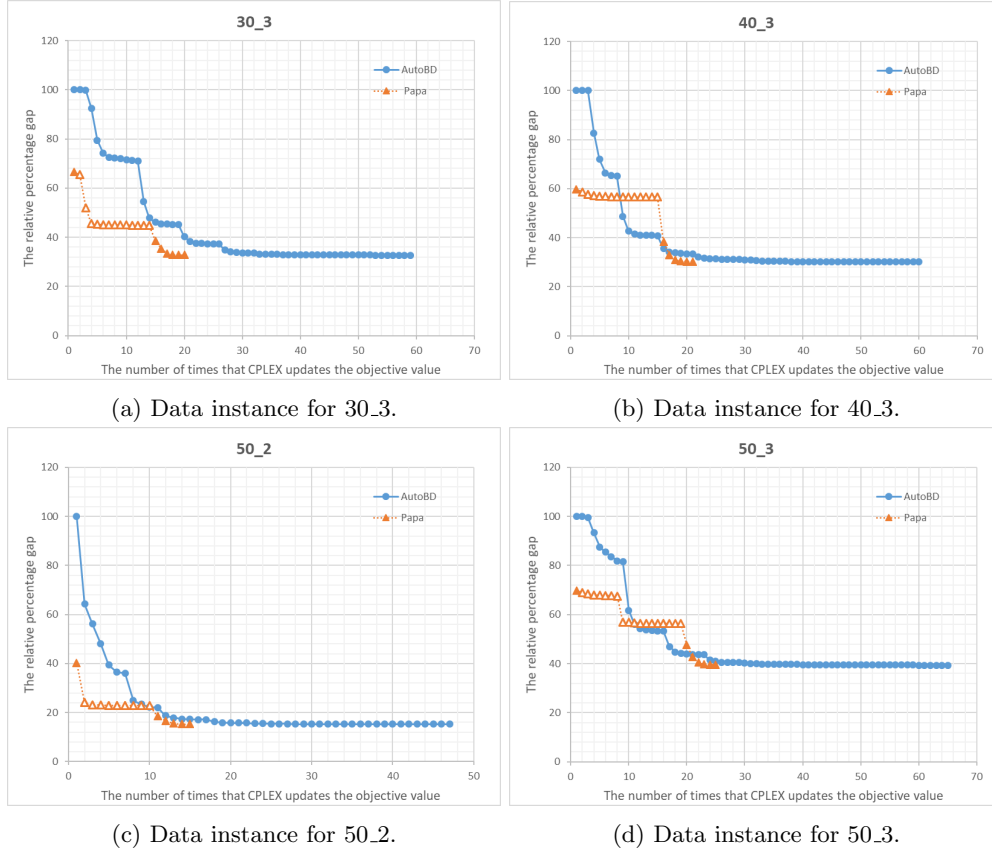 30_3
120
100
80
60
40
20
0
0 10 20 30 40 50 60 70
The relative percentage gap
The number of times that CPLEX updates the objective value
AutoBD
Papa
(a) Data instance for 30_3.
40_3
120
100
80
60
40
20
0
0 10 20 30 40 50 60 70
The relative percentage gap
The number of times that CPLEX updates the objective value
AutoBD
Papa
(b) Data instance for 40_3.
50_2
120
100
80
60
40
20
0
0 10 20 30 40 50
The relative percentage gap
The number of times that CPLEX updates the objective value
AutoBD
Papa
(c) Data instance for 50_2.
50_3
120
100
80
60
40
20
0
0 10 20 30 40 50 60 70
The relative percentage gap
The number of times that CPLEX updates the objective value
AutoBD
Papa
(d) Data instance for 50_3.